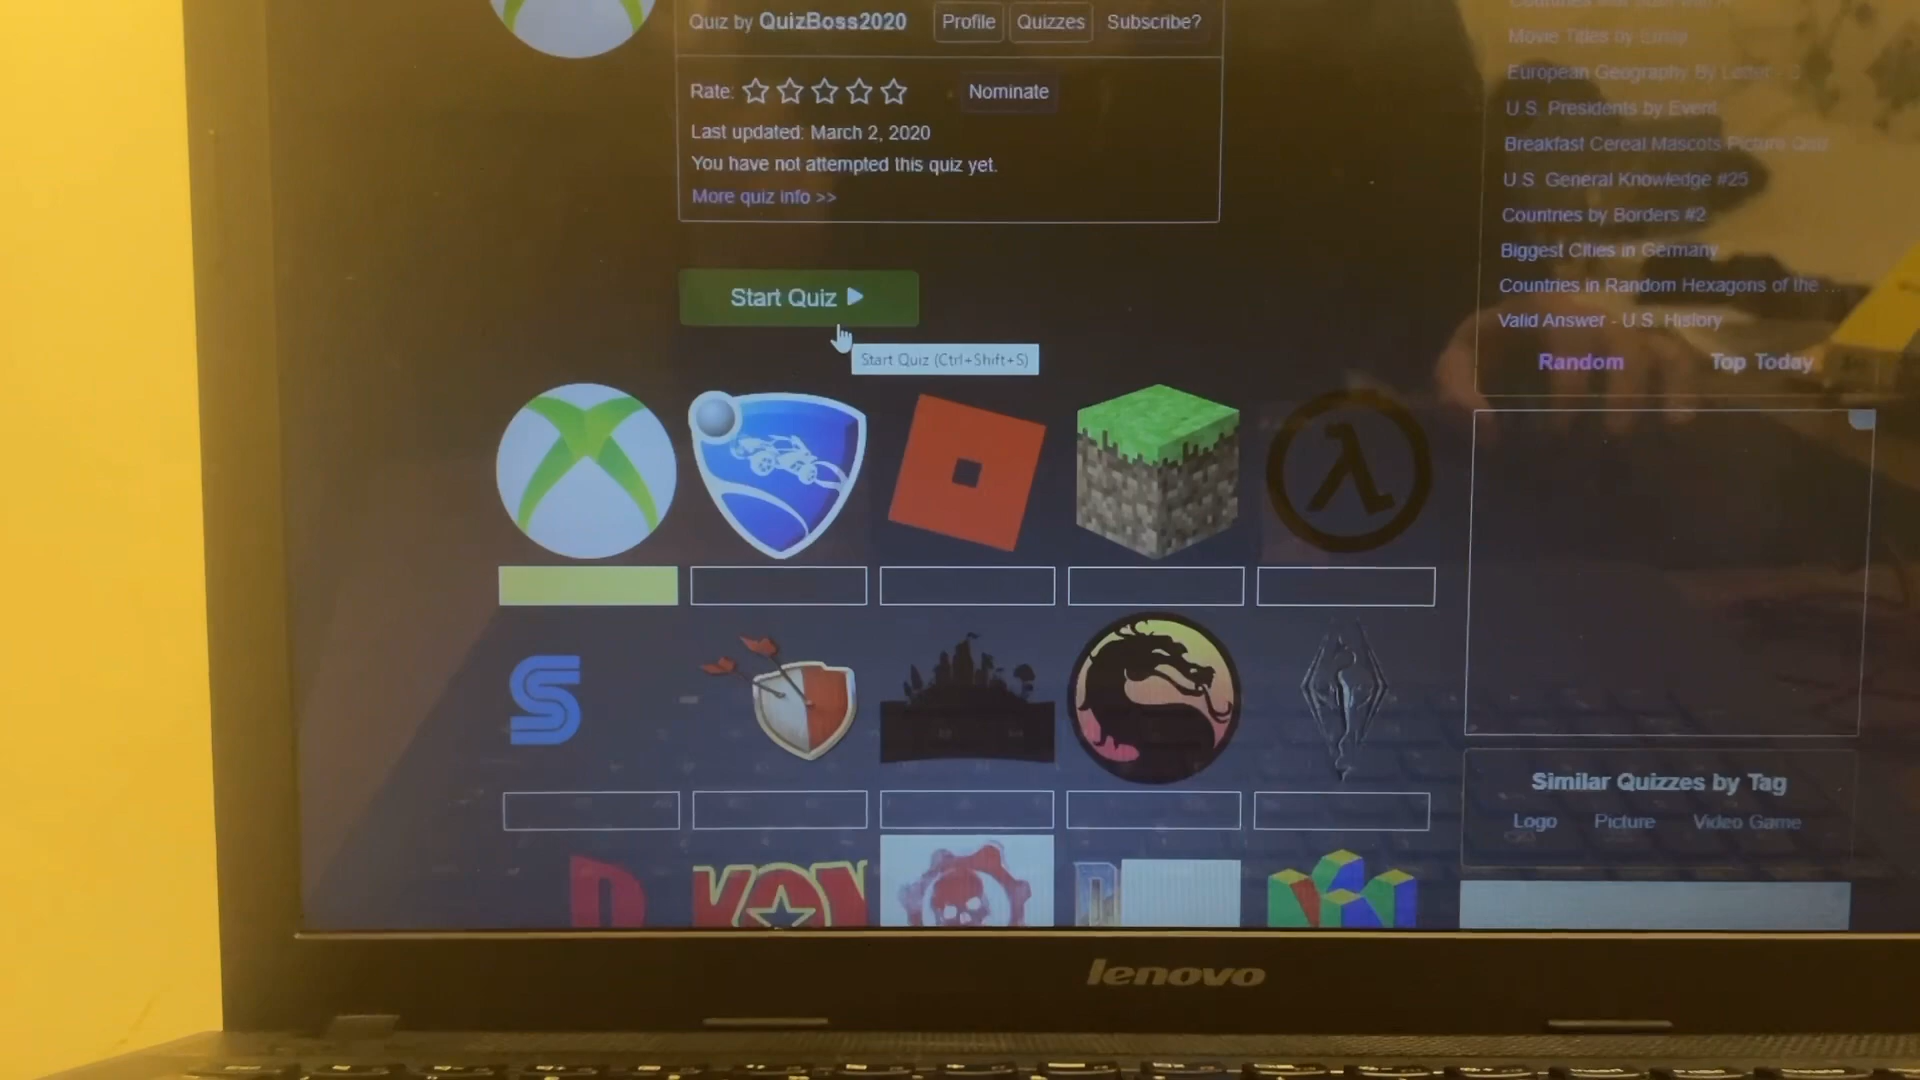 Quiz by QuizBoss2020 Profile Quizzes Subscribe?
Rate: Nominate
Last updated: March 2, 2020
You have not attempted this quiz yet.
More quiz info >>
Start Quiz
Start Quiz (Ctrl+Shift+S)
Movie Titles by Emoji
European Geography By Letter -
U.S. Presidents by Event
Breakfast Cereal Mascots Picture Quiz
U.S. General Knowledge #25
Countries by Borders #2
Biggest Cities in Germany
Countries in Random Hexagons of the ...
Valid Answer - U.S. History
Random Top Today
λ
S
Similar Quizzes by Tag
Logo Picture Video Game
lenovo